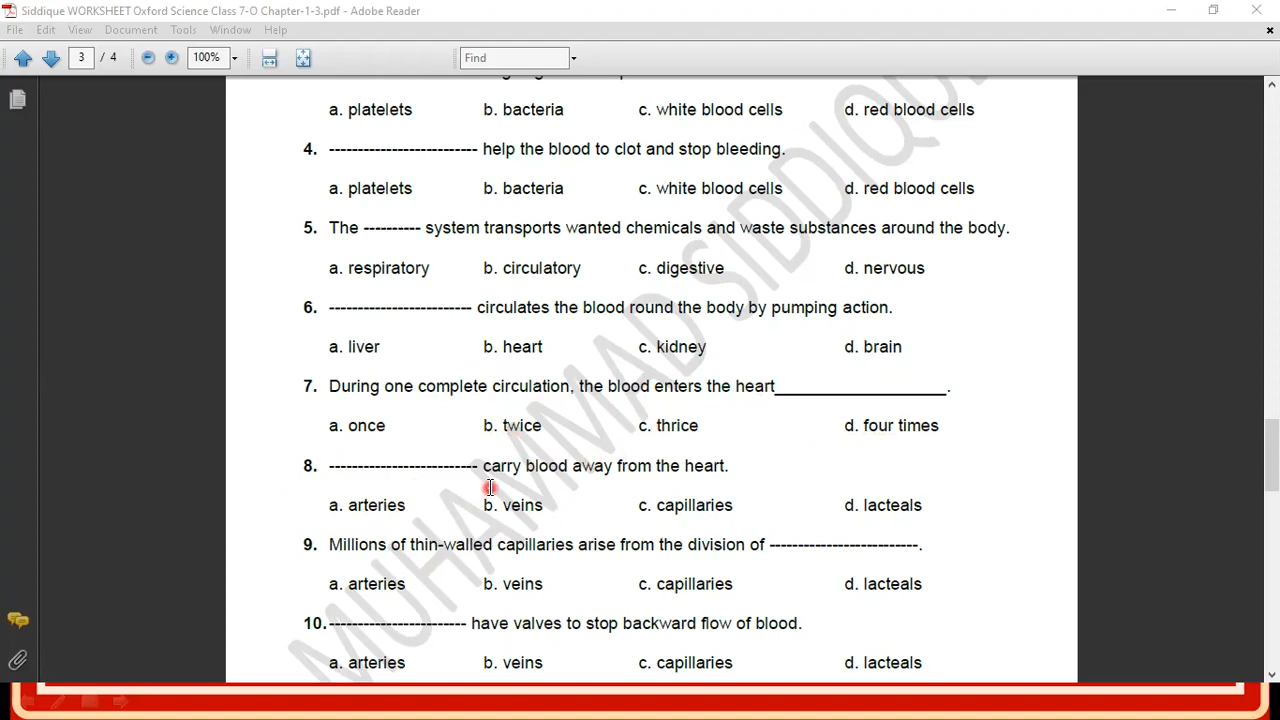 Siddique WORKSHEET Oxford Science Class 7-O Chapter-1-3.pdf - Adobe Reader
File Edit View Document Tools Window Help
3 / 4 100% Find
a. platelets b. bacteria c. white blood cells d. red blood cells
4. -------------------------- help the blood to clot and stop bleeding.
a. platelets b. bacteria c. white blood cells d. red blood cells
5. The ---------- system transports wanted chemicals and waste substances around the body.
a. respiratory b. circulatory c. digestive d. nervous
6. ------------------------- circulates the blood round the body by pumping action.
a. liver b. heart c. kidney d. brain
7. During one complete circulation, the blood enters the heart___________________.
a. once b. twice c. thrice d. four times
8. -------------------------- carry blood away from the heart.
a. arteries b. veins c. capillaries d. lacteals
9. Millions of thin-walled capillaries arise from the division of --------------------------.
a. arteries b. veins c. capillaries d. lacteals
10. ------------------------ have valves to stop backward flow of blood.
a. arteries b. veins c. capillaries d. lacteals
MUHAMMAD SIDDIQUE